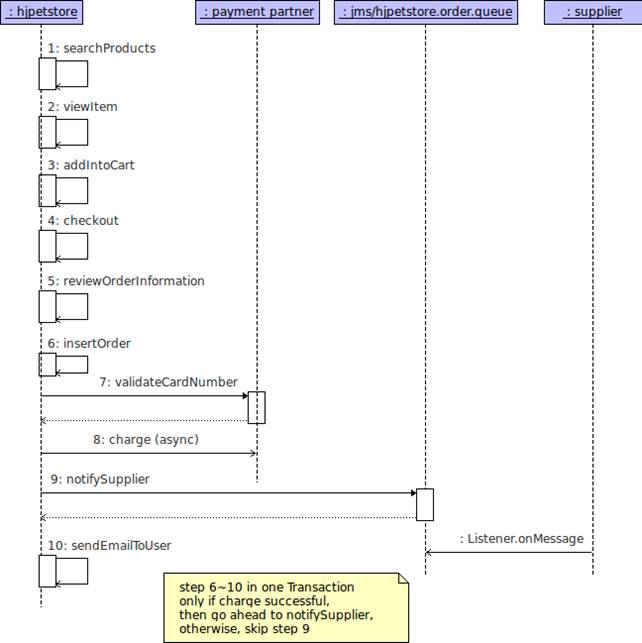 : hjpetstore
: payment partner
: jms/hjpetstore.order.queue
: supplier
1: searchProducts
2: viewItem
3: addIntoCart
4: checkout
5: reviewOrderInformation
6: insertOrder
7: validateCardNumber
8: charge (async)
9: notifySupplier
: Listener.onMessage
10: sendEmailToUser
step 6~10 in one Transaction
only if charge successful,
then go ahead to notifySupplier,
otherwise, skip step 9